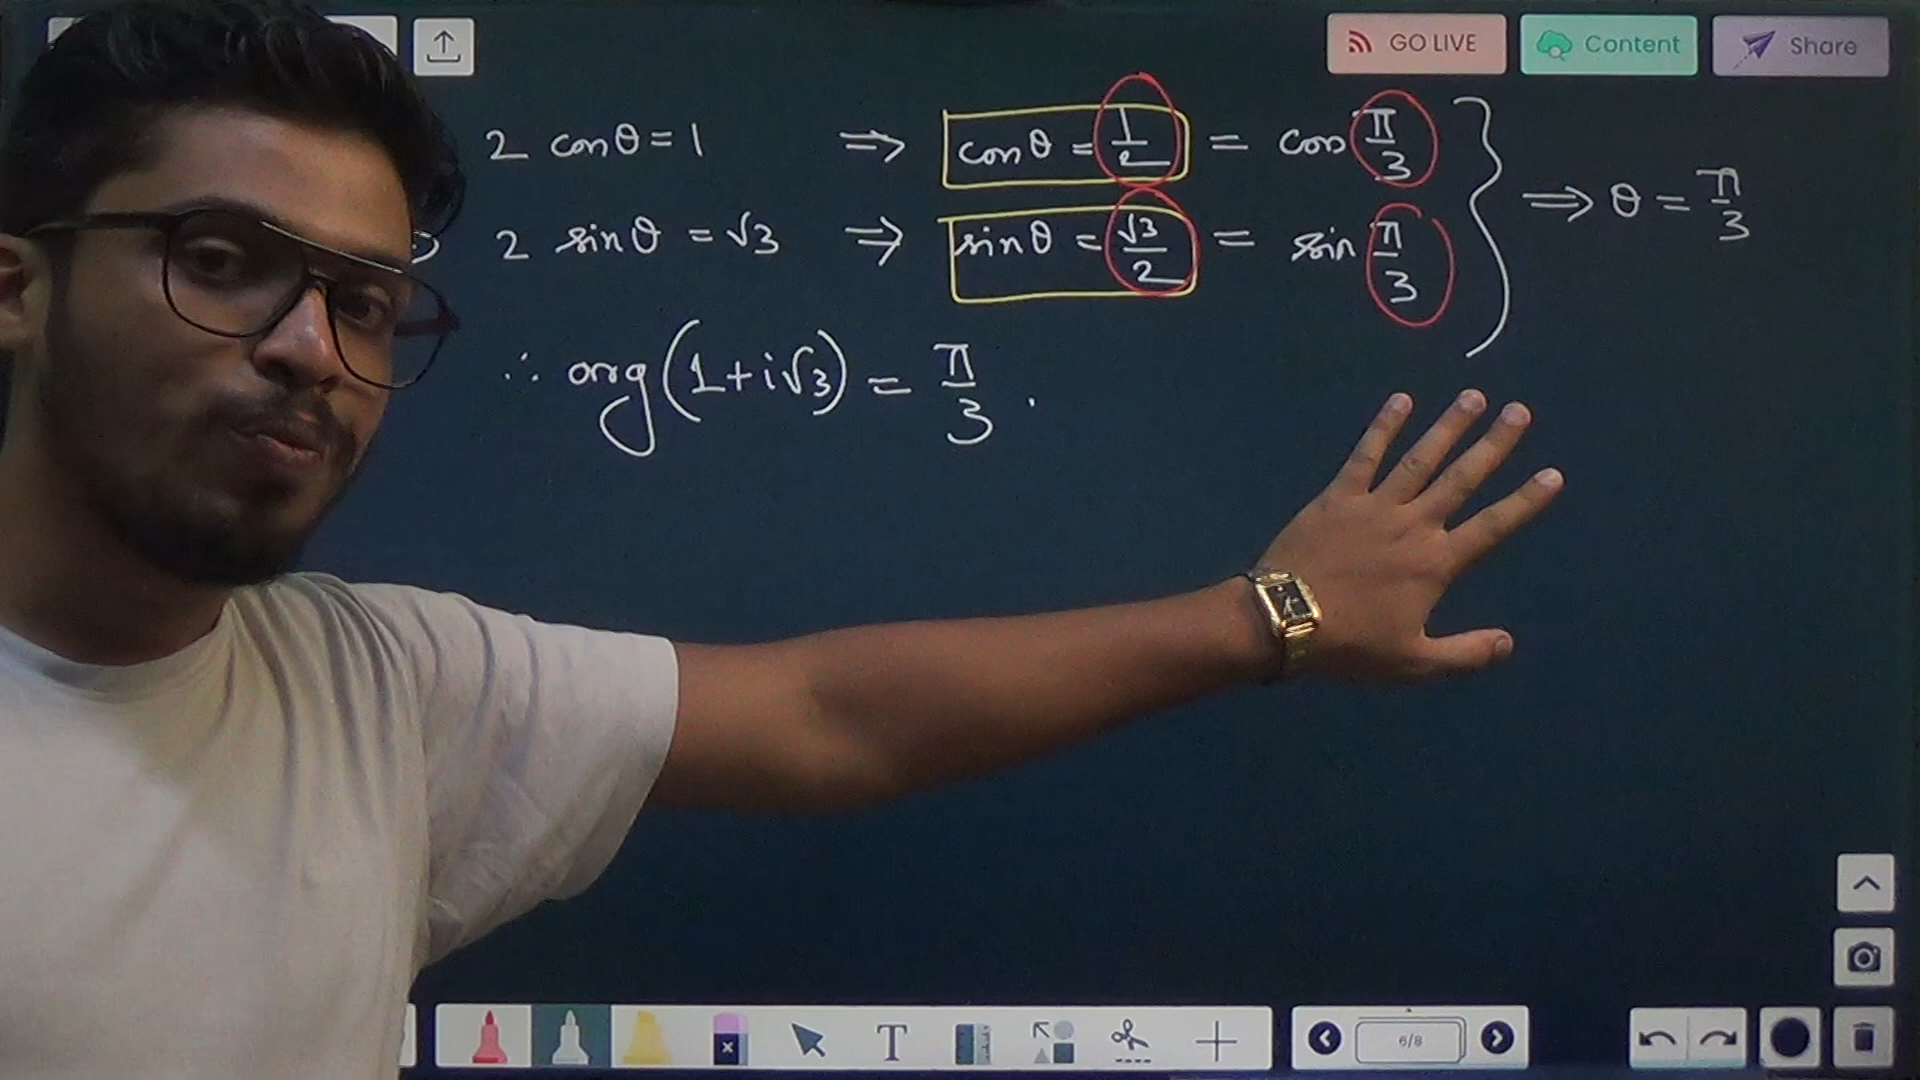 GO LIVE
Content
Share
2 cosθ = 1 ⇒ cosθ = 1/2 = cos π/3
2 sinθ = √3 ⇒ sinθ = √3/2 = sin π/3
} ⇒ θ = π/3
∴ arg(1+i√3) = π/3 .
T
6/8